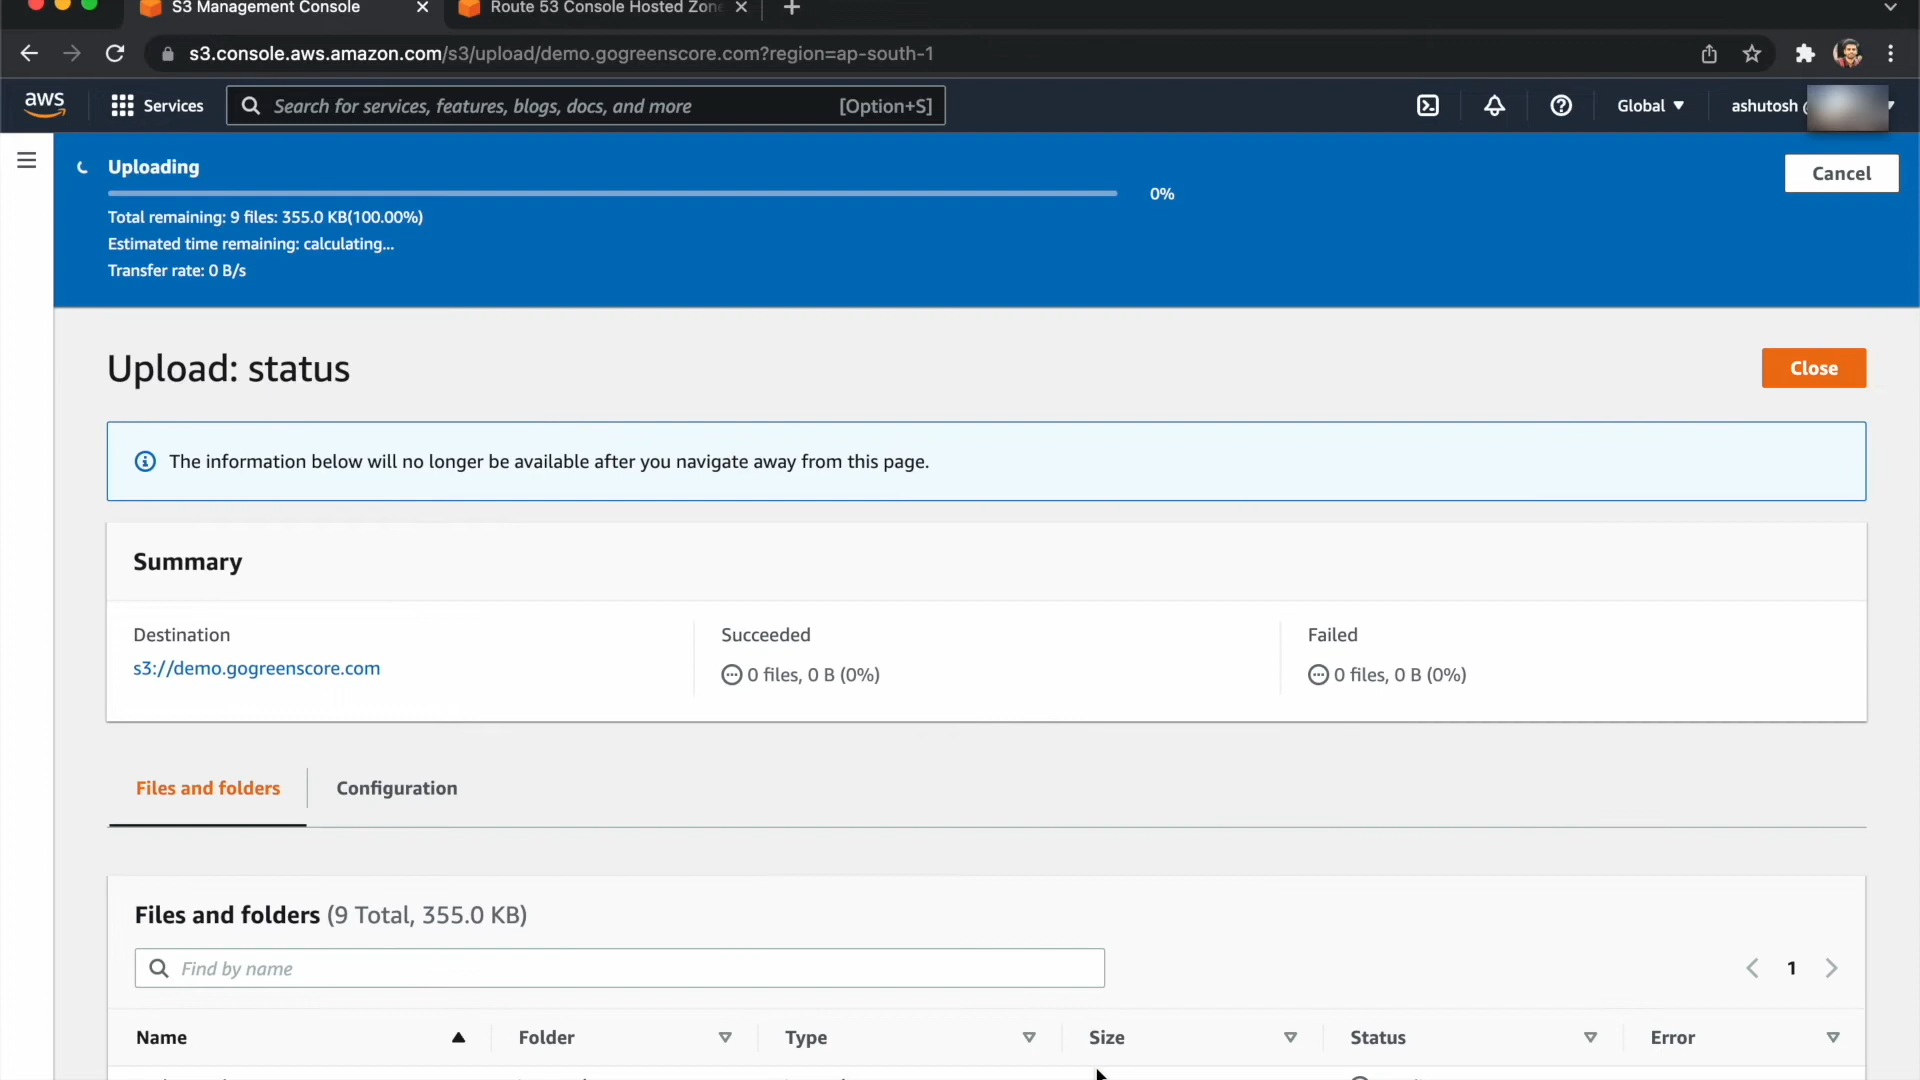 S3 Management Console
Route 53 Console Hosted Zone
s3.console.aws.amazon.com/s3/upload/demo.gogreenscore.com?region=ap-south-1
aws
Services
Search for services, features, blogs, docs, and more
[Option+S]
Global
ashutosh @
Uploading
0%
Cancel
Total remaining: 9 files: 355.0 KB(100.00%)
Estimated time remaining: calculating...
Transfer rate: 0 B/s
Upload: status
Close
The information below will no longer be available after you navigate away from this page.
Summary
Destination
s3://demo.gogreenscore.com
Succeeded
0 files, 0 B (0%)
Failed
0 files, 0 B (0%)
Files and folders
Configuration
Files and folders (9 Total, 355.0 KB)
Find by name
1
Name
Folder
Type
Size
Status
Error